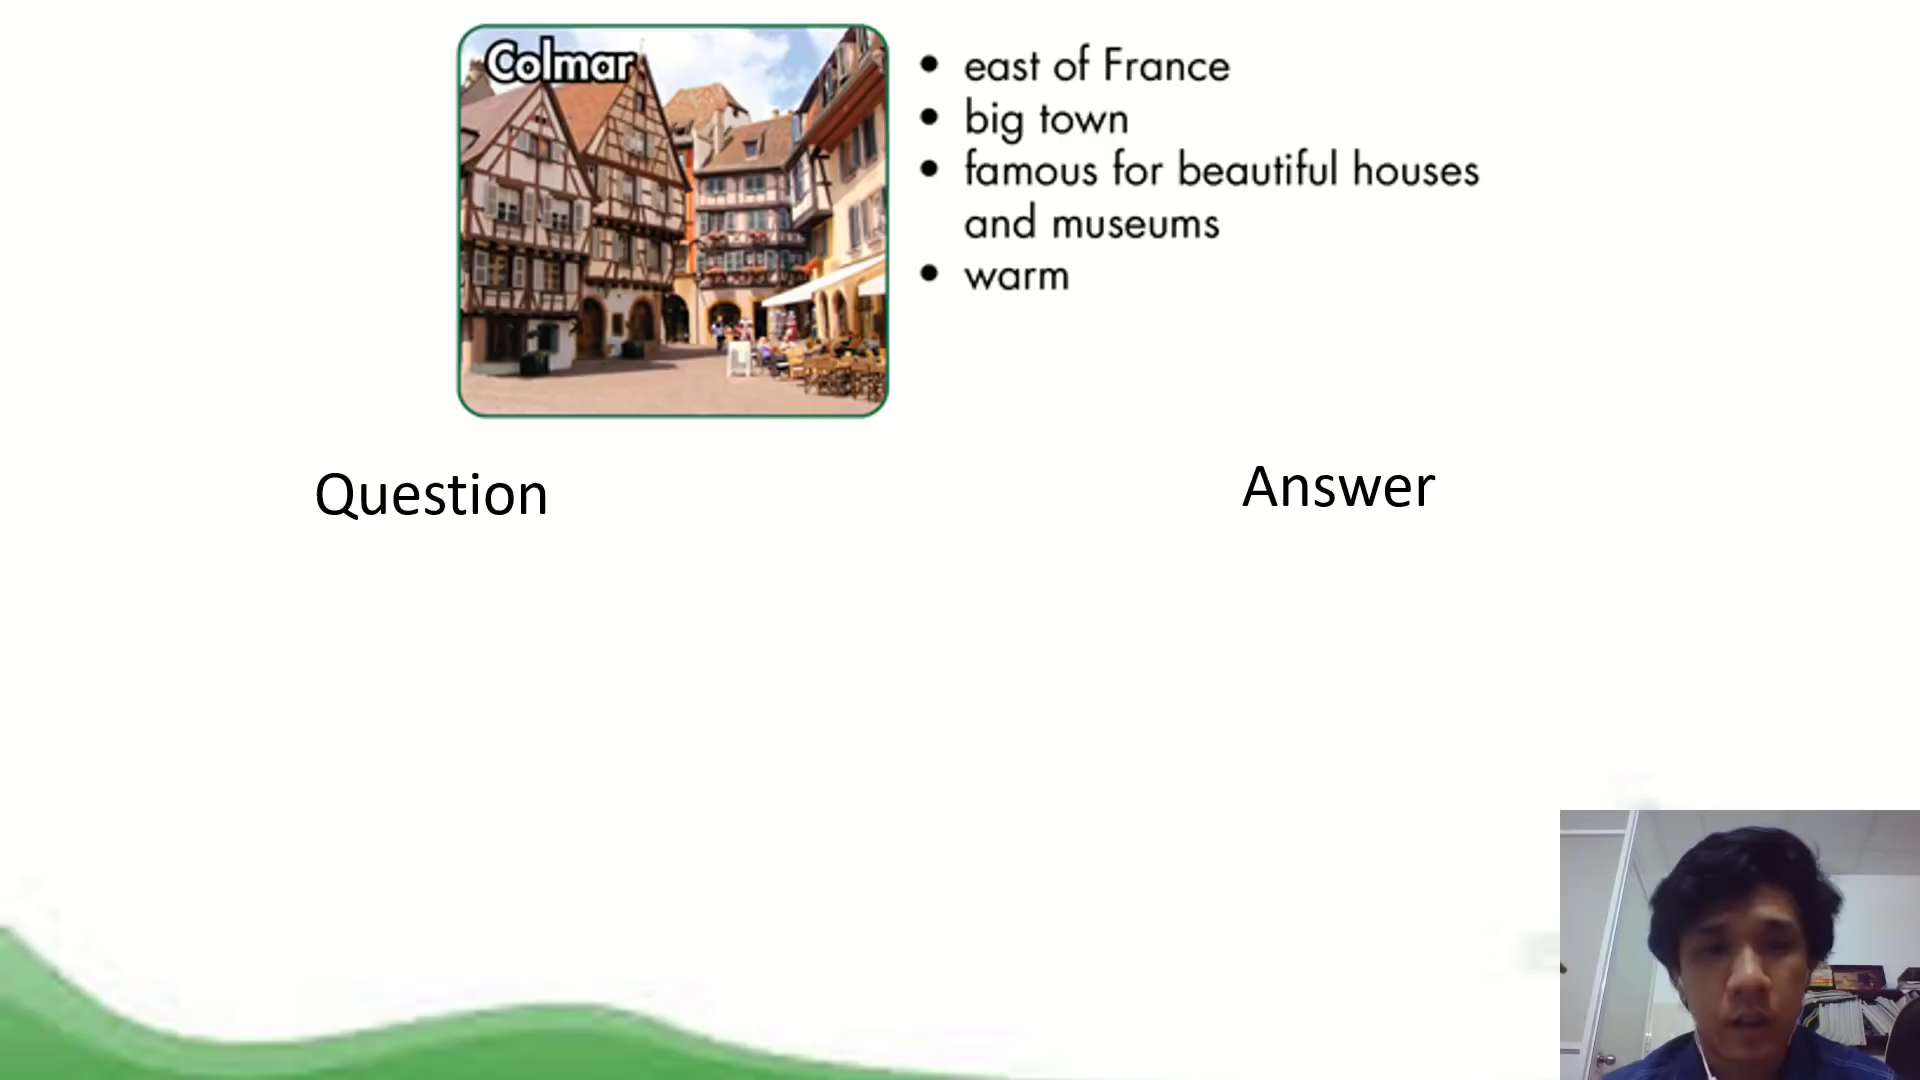 Colmar
• east of France
• big town
• famous for beautiful houses
and museums
• warm
Question
Answer